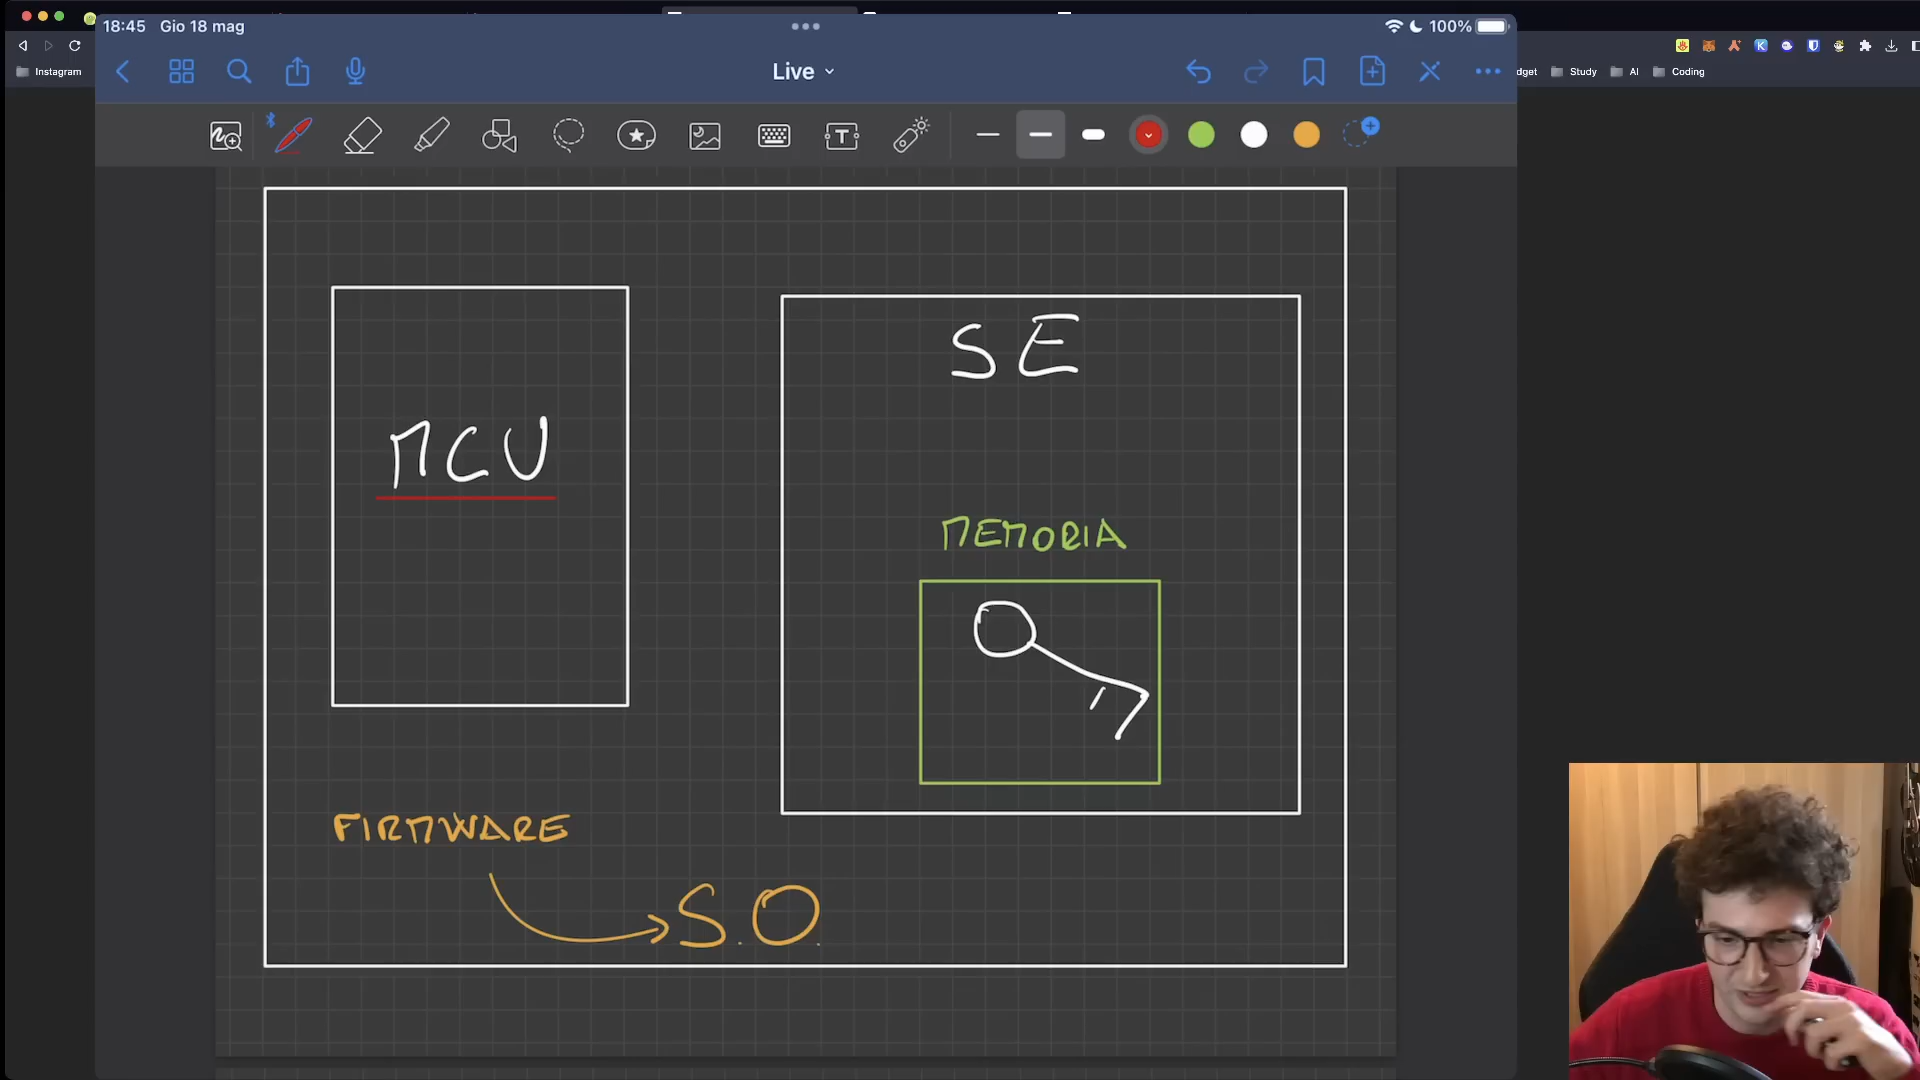 18:45 Gio 18 mag
100%
Live
Instagram
dget
Study
AI
Coding
T
K
SE
MCU
MEMORIA
FIRMWARE
S.O.